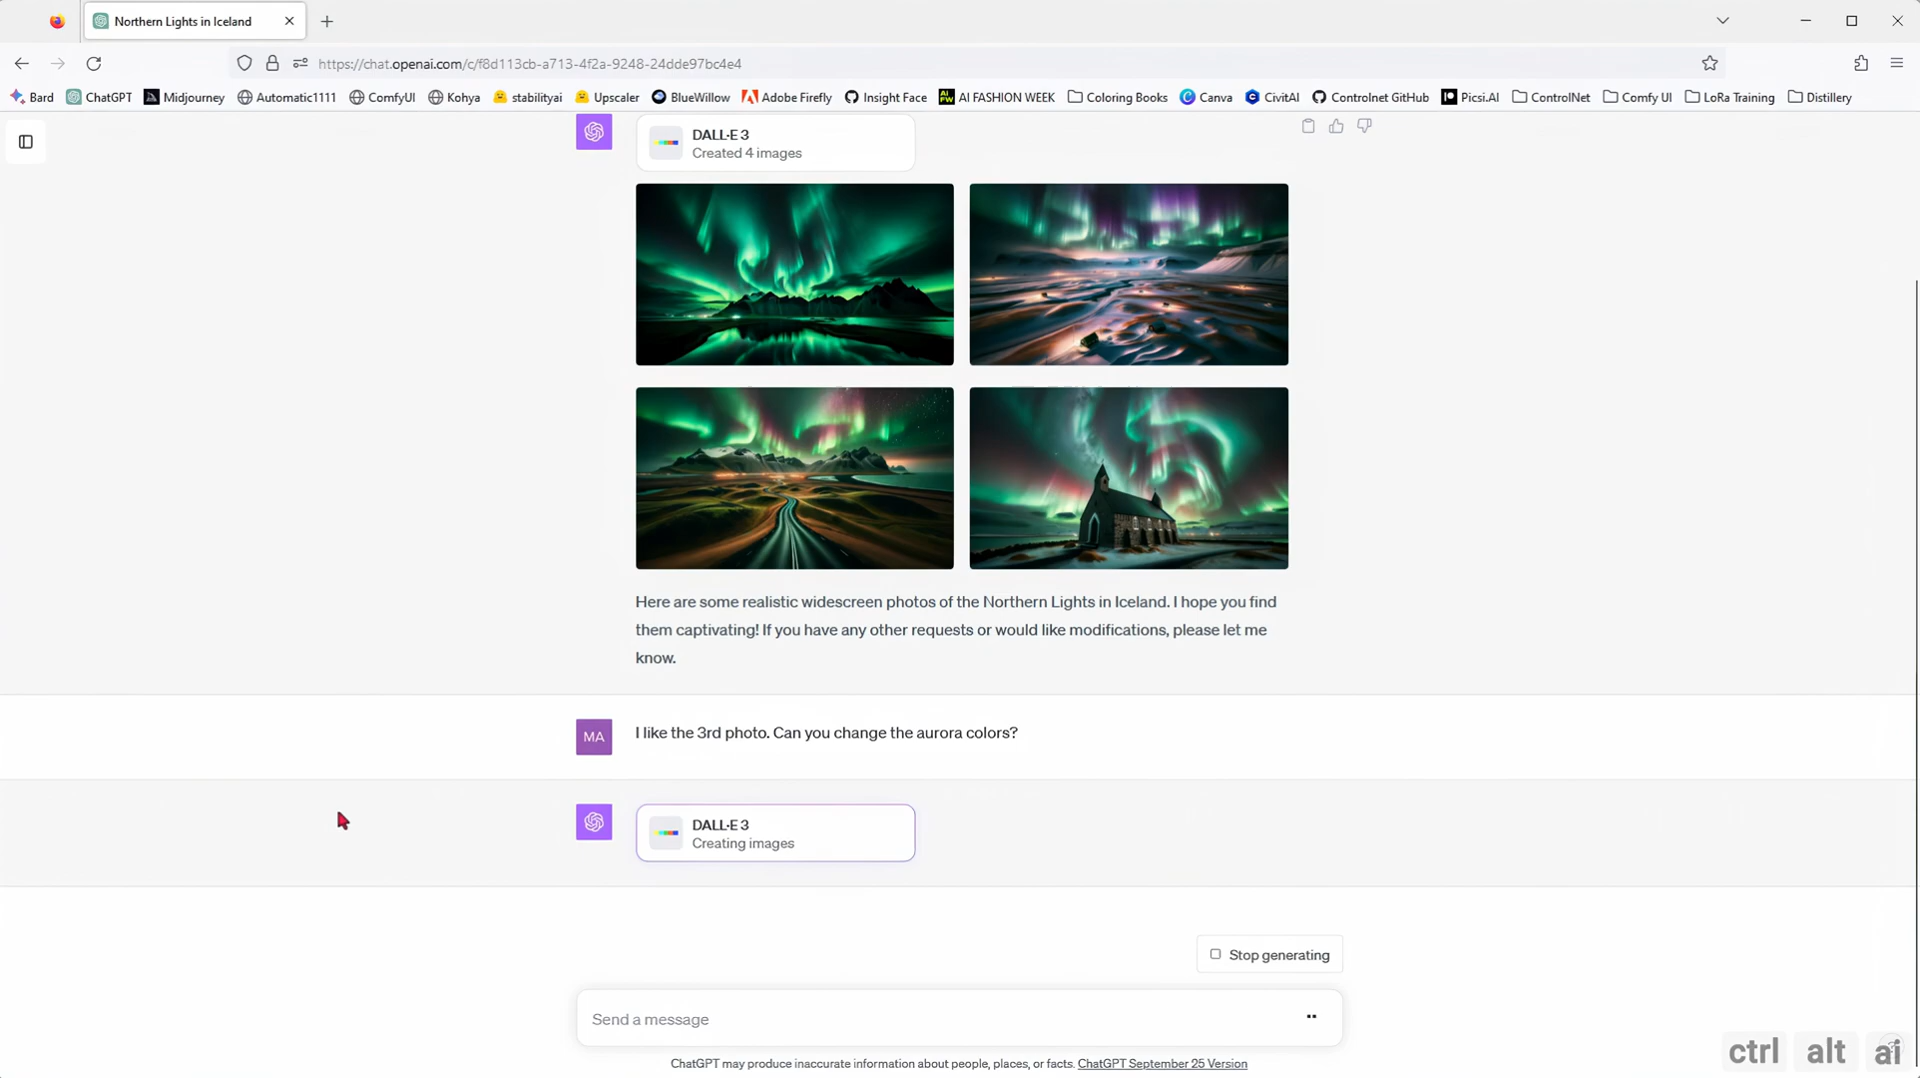 Northern Lights in Iceland
https://chat.openai.com/c/f8d113cb-a713-4f2a-9248-24dde97bc4e4
Bard ChatGPT Midjourney Automatic1111 ComfyUI Kohya stabilityai Upscaler BlueWillow Adobe Firefly Insight Face AI FASHION WEEK Coloring Books Canva CivitAI Controlnet GitHub Picsi.AI ControlNet Comfy UI LoRa Training Distillery
DALL·E 3
Created 4 images
Here are some realistic widescreen photos of the Northern Lights in Iceland. I hope you find
them captivating! If you have any other requests or would like modifications, please let me
know.
MA I like the 3rd photo. Can you change the aurora colors?
DALL·E 3
Creating images
Stop generating
Send a message
ChatGPT may produce inaccurate information about people, places, or facts. ChatGPT September 25 Version
ctrl alt ai